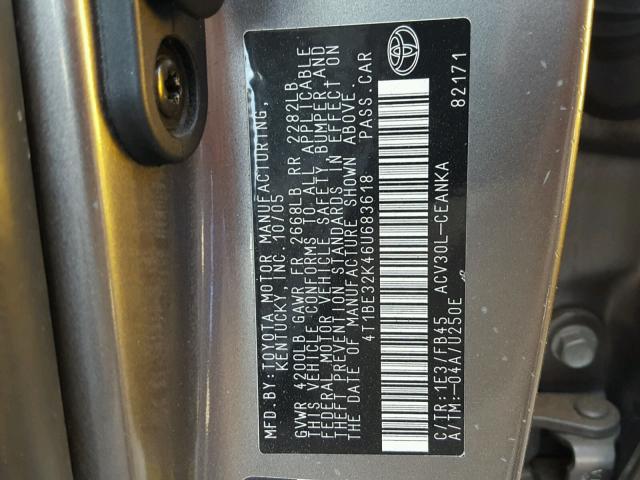 MFD.BY:TOYOTA MOTOR MANUFACTURING,
KENTUCKY, INC. 10/05
GVWR 4200LB GAWR FR 2668LB RR 2282LB
THIS VEHICLE CONFORMS TO ALL APPLICABLE
FEDERAL MOTOR VEHICLE SAFETY, BUMPER, AND
THEFT PREVENTION STANDARDS IN EFFECT ON
THE DATE OF MANUFACTURE SHOWN ABOVE.
4T1BE32K46U683618 PASS.CAR
C/TR:1E3/FB45 ACV30L-CEANKA
A/TM:-04A/U250E 82171